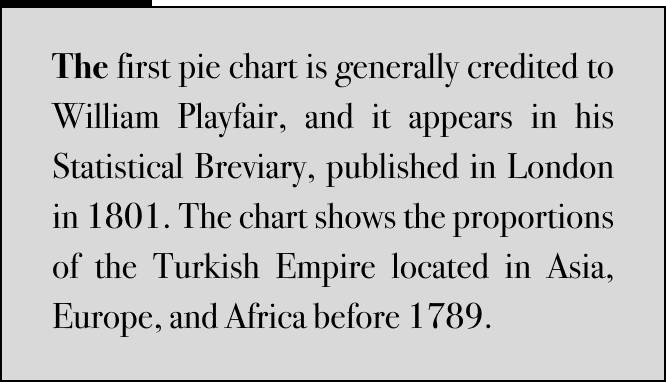 The first pie chart is generally credited to
William Playfair, and it appears in his
Statistical Breviary, published in London
in 1801. The chart shows the proportions
of the Turkish Empire located in Asia,
Europe, and Africa before 1789.